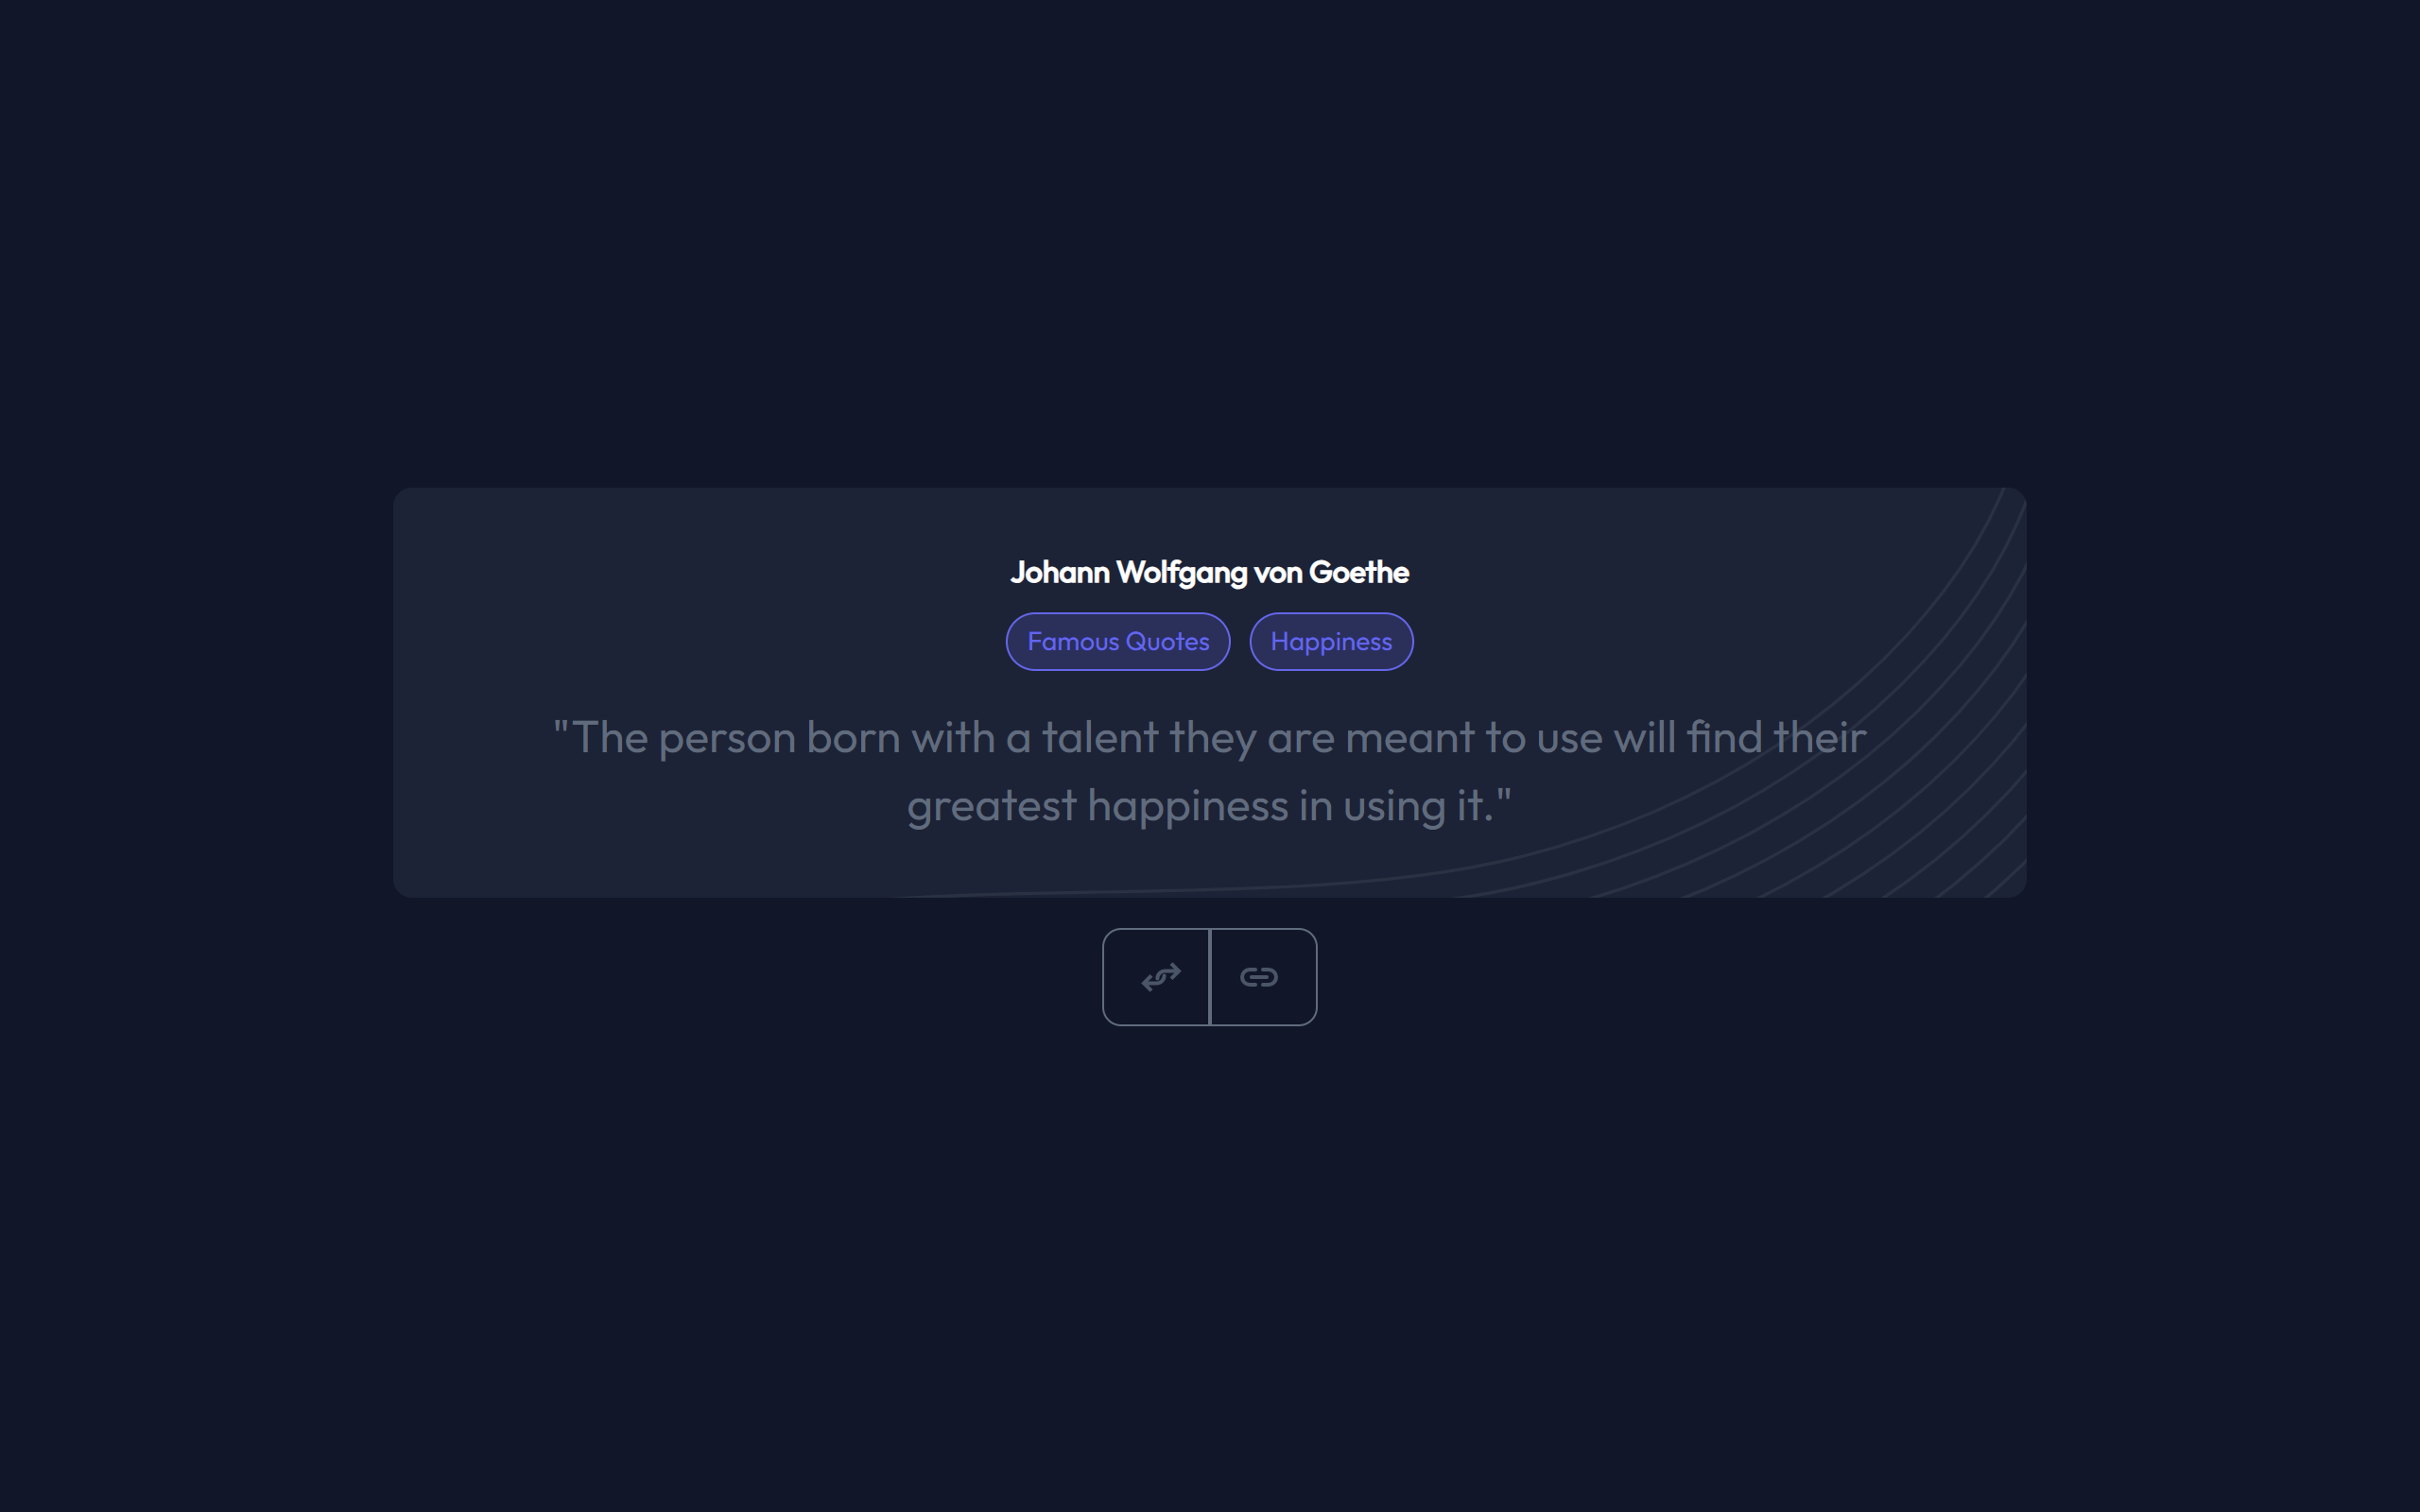 Johann Wolfgang von Goethe
Famous Quotes Happiness
"The person born with a talent they are meant to use will find their
greatest happiness in using it."